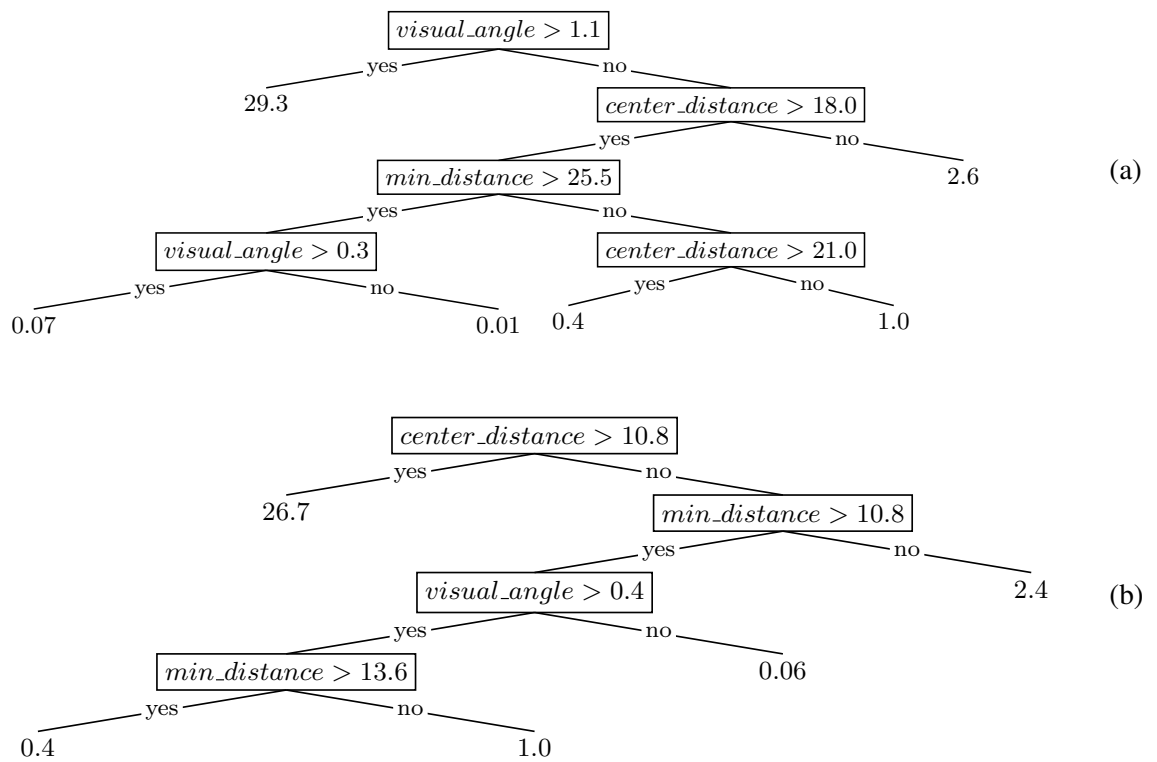 visual_angle > 1.1
yes no
29.3
center_distance > 18.0
yes no
min_distance > 25.5
2.6
(a)
yes no
visual_angle > 0.3
center_distance > 21.0
yes no yes no
0.07 0.01 0.4 1.0
center_distance > 10.8
yes no
26.7
min_distance > 10.8
yes no
visual_angle > 0.4
2.4
(b)
yes no
min_distance > 13.6
0.06
yes no
0.4 1.0